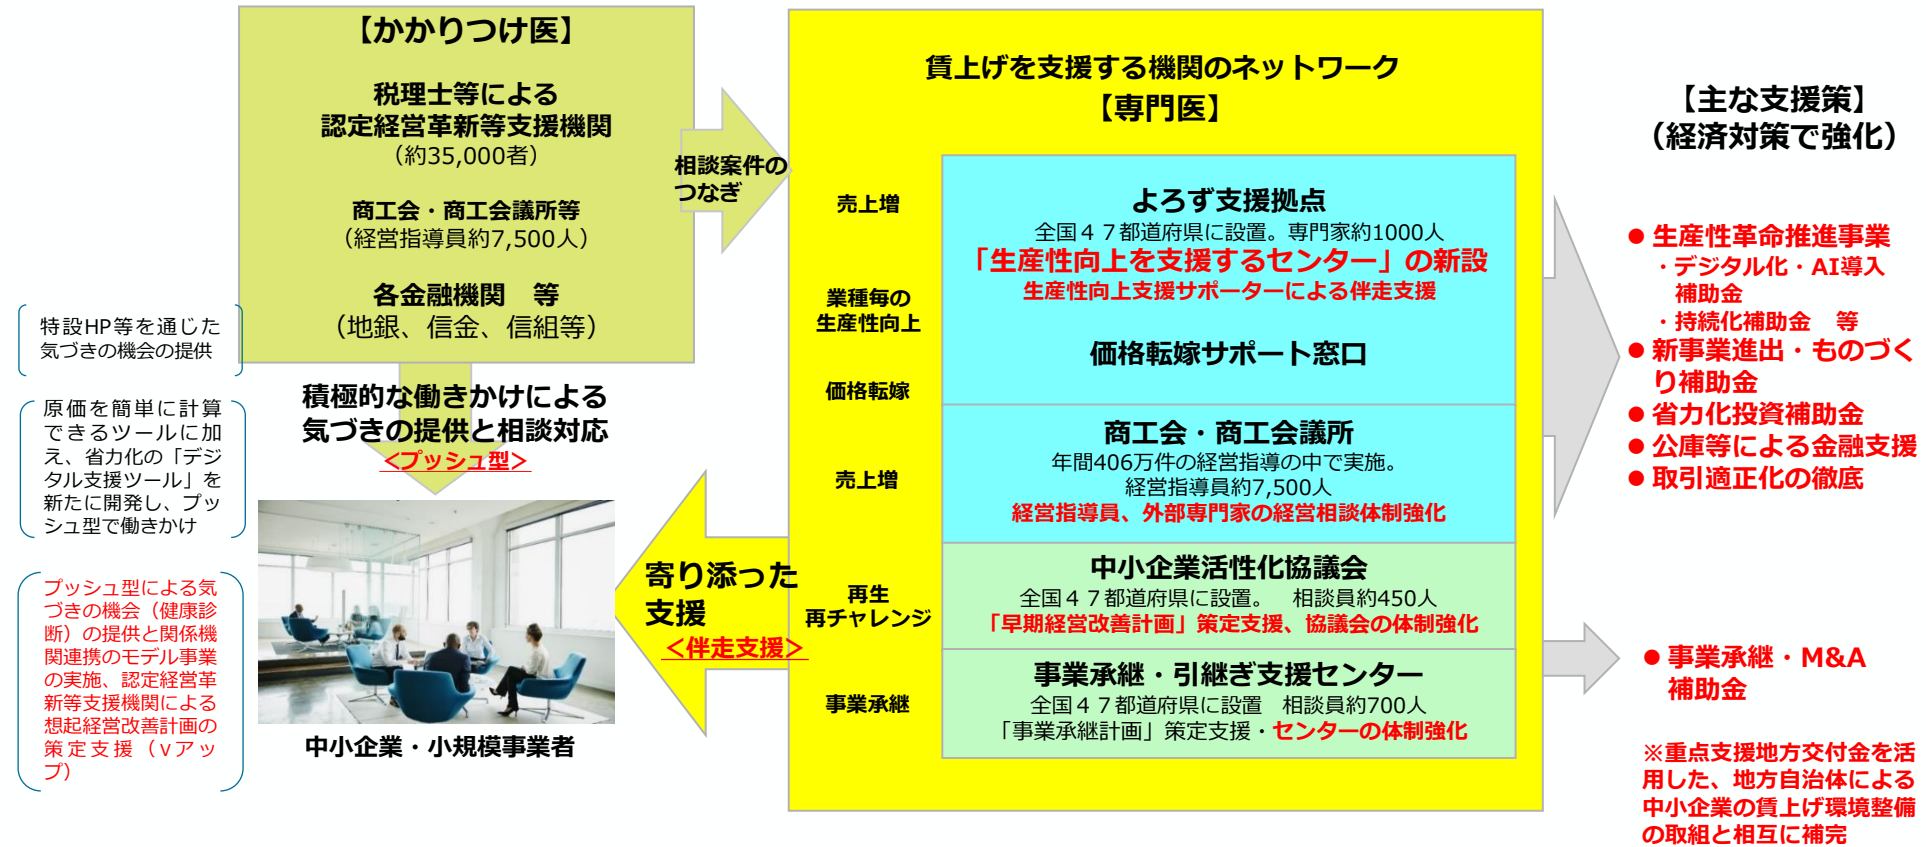 【かかりつけ医】
税理士等による
認定経営革新等支援機関
（約35,000者）
商工会・商工会議所等
（経営指導員約7,500人）
各金融機関　等
（地銀、信金、信組等）
相談案件の
つなぎ
特設HP等を通じた
気づきの機会の提供
原価を簡単に計算
できるツールに加
え、省力化の「デジ
タル支援ツール」を
新たに開発し、プッ
シュ型で働きかけ
プッシュ型による気
づきの機会（健康診
断）の提供と関係機
関連携のモデル事業
の実施、認定経営革
新等支援機関による
想起経営改善計画の
策定支援（vアッ
プ）
積極的な働きかけによる
気づきの提供と相談対応
＜プッシュ型＞
中小企業・小規模事業者
寄り添った
支援
＜伴走支援＞
賃上げを支援する機関のネットワーク
【専門医】
売上増
業種毎の
生産性向上
価格転嫁
売上増
再生
再チャレンジ
事業承継
よろず支援拠点
全国４７都道府県に設置。専門家約1000人
「生産性向上を支援するセンター」の新設
生産性向上支援サポーターによる伴走支援
価格転嫁サポート窓口
商工会・商工会議所
年間406万件の経営指導の中で実施。
経営指導員約7,500人
経営指導員、外部専門家の経営相談体制強化
中小企業活性化協議会
全国４７都道府県に設置。　相談員約450人
「早期経営改善計画」策定支援、協議会の体制強化
事業承継・引継ぎ支援センター
全国４７都道府県に設置　相談員約700人
「事業承継計画」策定支援・センターの体制強化
【主な支援策】
（経済対策で強化）
●生産性革命推進事業
・デジタル化・AI導入
補助金
・持続化補助金　等
●新事業進出・ものづく
り補助金
●省力化投資補助金
●公庫等による金融支援
●取引適正化の徹底
●事業承継・M&A
補助金
※重点支援地方交付金を活
用した、地方自治体による
中小企業の賃上げ環境整備
の取組と相互に補完